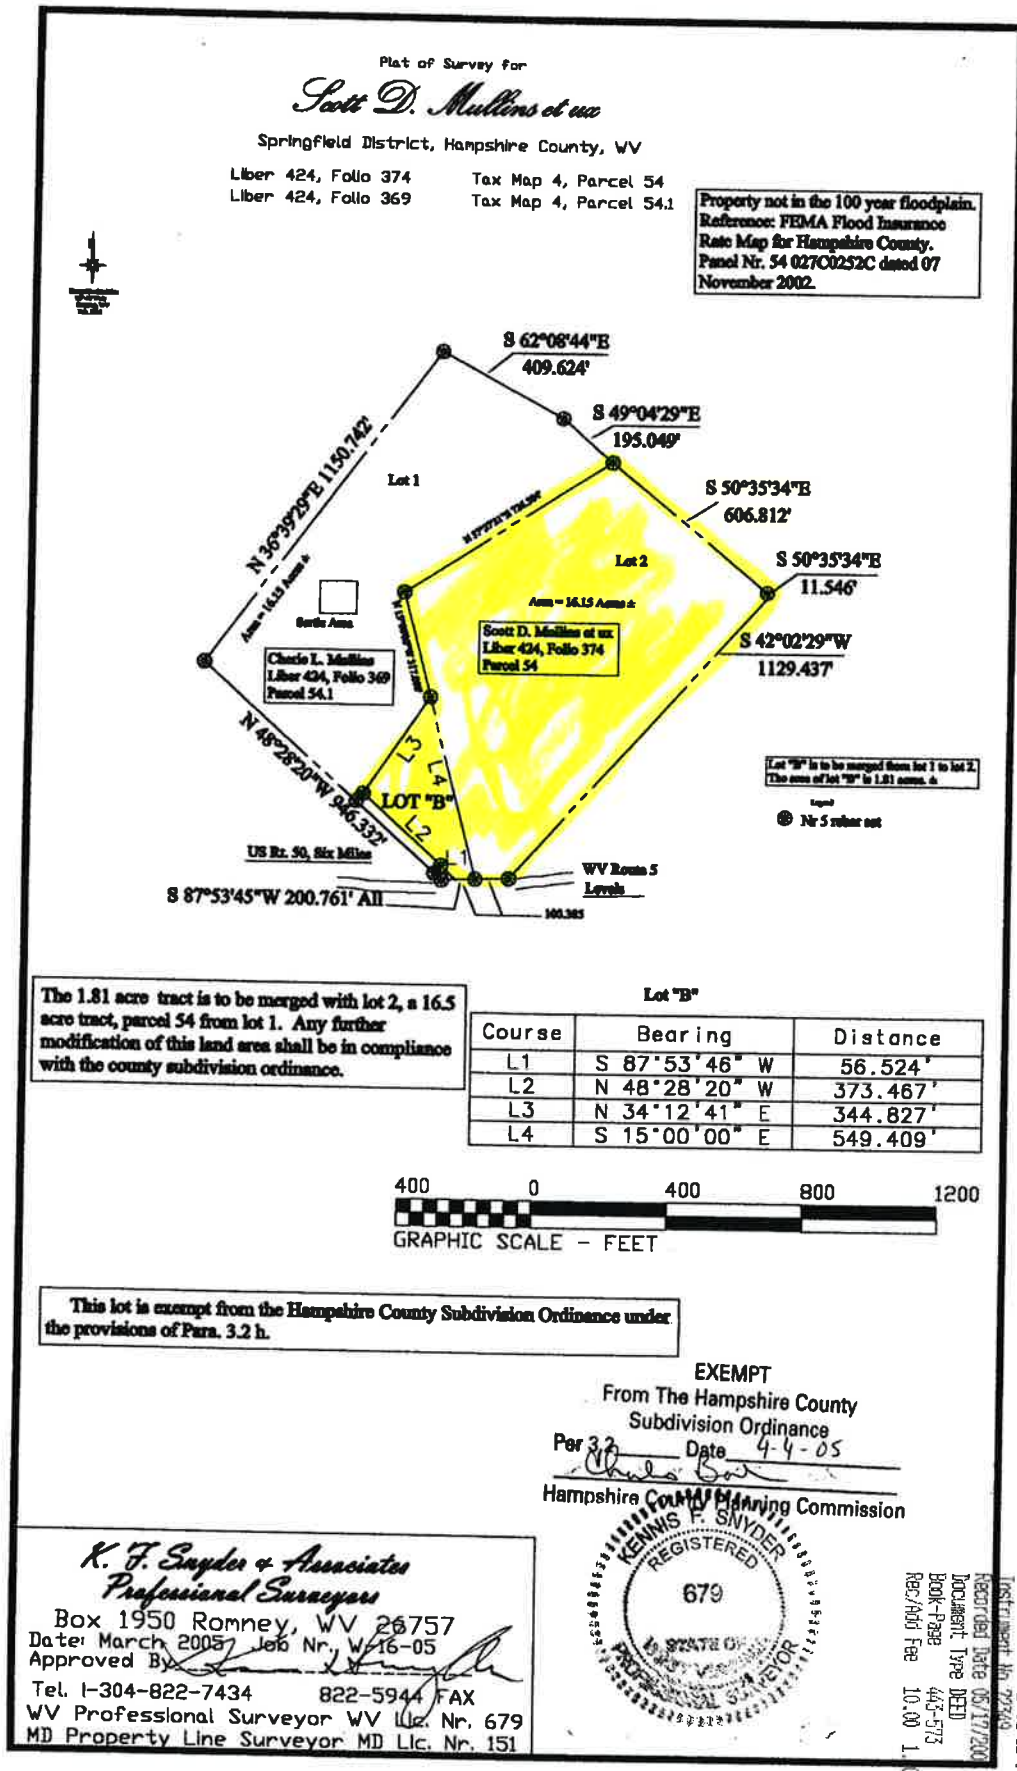 Plat of Survey for
Scott D. Mullins et ux
Springfield District, Hampshire County, WV
Liber 424, Folio 374 Tax Map 4, Parcel 54
Liber 424, Folio 369 Tax Map 4, Parcel 54.1
Property not in the 100 year floodplain.
Reference: FEMA Flood Insurance
Rate Map for Hampshire County.
Panel Nr. 54 027C0252C dated 07
November 2002.
S 62°08'44"E
409.624'
S 49°04'29"E
195.049'
N 36°39'29"E 1150.742'
Lot 1
S 50°35'34"E
606.812'
Lot 2
S 50°35'34"E
11.546'
Area = 16.15 Acres ±
Septic Area
Area = 16.15 Acres ±
Scott D. Mullins et ux
Liber 424, Folio 374
Parcel 54
S 42°02'29"W
1129.437'
Cherie L. Mullins
Liber 424, Folio 369
Parcel 54.1
N 48°28'20"W 946.332'
L3
L4
LOT "B"
L2
L1
Lot "B" is to be merged from lot 1 to lot 2.
The area of lot "B" is 1.81 acres. ±
Legend
Nr 5 rebar set
US Rt. 50, Six Miles
WV Route 5
Levels
S 87°53'45"W 200.761' All
100.385
The 1.81 acre tract is to be merged with lot 2, a 16.5
acre tract, parcel 54 from lot 1. Any further
modification of this land area shall be in compliance
with the county subdivision ordinance.
Lot "B"
Course Bearing Distance
L1 S 87°53'46" W 56.524'
L2 N 48°28'20" W 373.467'
L3 N 34°12'41" E 344.827'
L4 S 15°00'00" E 549.409'
400 0 400 800 1200
GRAPHIC SCALE - FEET
This lot is exempt from the Hampshire County Subdivision Ordinance under
the provisions of Para. 3.2 h.
EXEMPT
From The Hampshire County
Subdivision Ordinance
Per 3.2 Date 4-4-05
Hampshire County Planning Commission
KENNIS F. SNYDER
REGISTERED
679
STATE OF
PROFESSIONAL SURVEYOR
K. F. Snyder & Associates
Professional Surveyors
Box 1950 Romney, WV 26757
Date: March 2005 Job Nr. W-16-05
Approved By
Tel. 1-304-822-7434 822-5944 FAX
WV Professional Surveyor WV Lic. Nr. 679
MD Property Line Surveyor MD Lic. Nr. 151
Recorded Date 05/17/200
Document Type DEED
Book-Page 443-573
Rec/Add Fee 10.00 1.